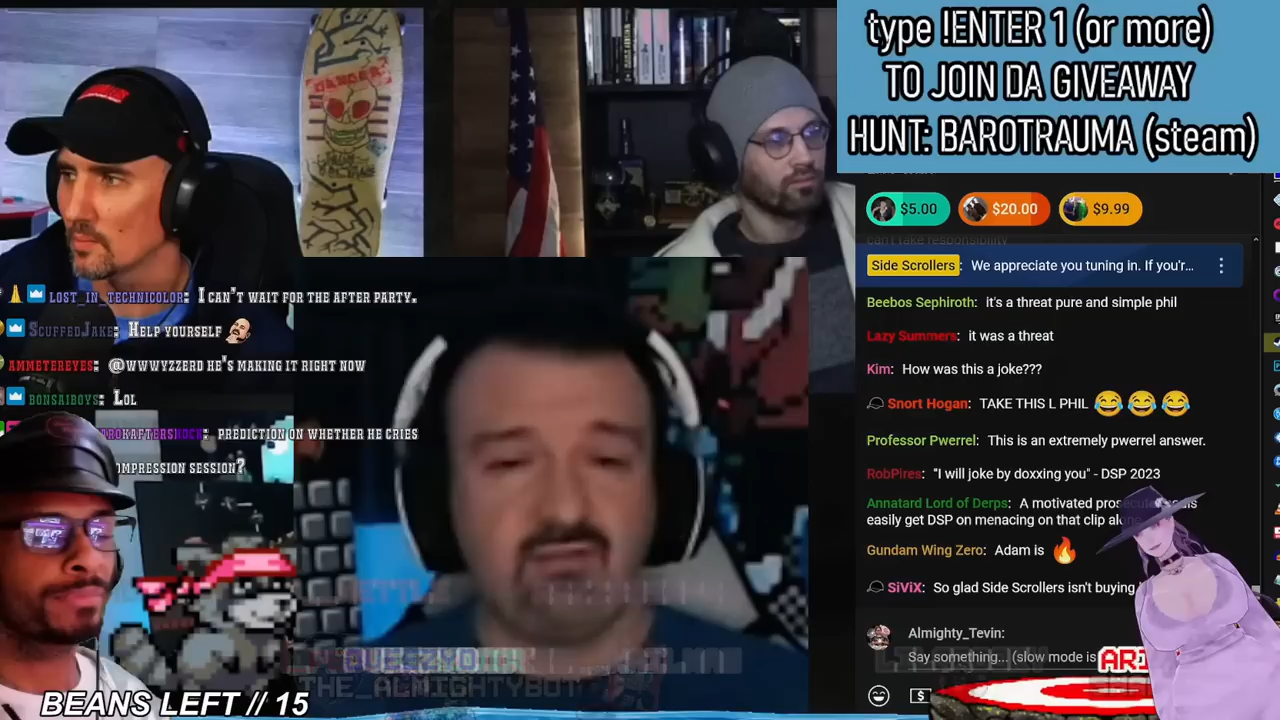 type !ENTER 1 (or more)
TO JOIN DA GIVEAWAY
HUNT: BAROTRAUMA (steam)
DANGER
$5.00 $20.00 $9.99
can't take responsibility
Side Scrollers: We appreciate you tuning in. If you'r...
Beebos Sephiroth: it's a threat pure and simple phil
Lazy Summers: it was a threat
Kim: How was this a joke???
Snort Hogan: TAKE THIS L PHIL 😂😂😂
Professor Pwerrel: This is an extremely pwerrel answer.
RobPires: "I will joke by doxxing you" - DSP 2023
Annatard Lord of Derps: A motivated
easily get DSP on menacing on that clip
Gundam Wing Zero: Adam is 🔥
SiViX: So glad Side Scrollers isn't buying
Almighty_Tevin:
Say something... (slow mode is
LOST_IN_TECHNICOLOR: I CAN'T WAIT FOR THE AFTER PARTY.
SCUFFEDJAKE: HELP YOURSELF
AMMETEREYES: @WWWYZZERD HE'S MAKING IT RIGHT NOW
BONSAIBOYS: LOL
PREDICTION ON WHETHER HE CRIES
SESSION?
THE_ALMIGHTYBOT
BEANS LEFT // 15